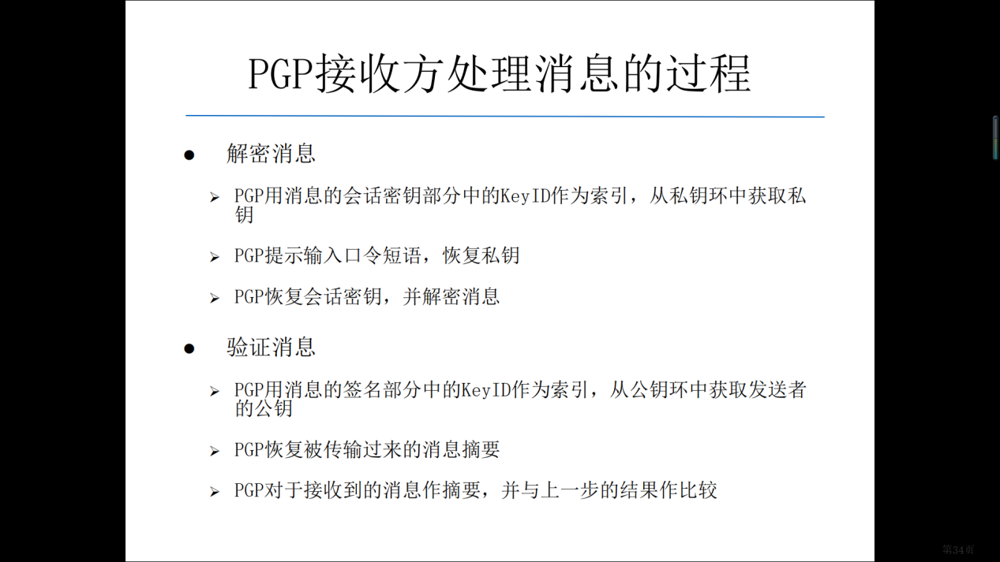 PGP接收方处理消息的过程
● 解密消息
➢ PGP用消息的会话密钥部分中的KeyID作为索引，从私钥环中获取私
钥
➢ PGP提示输入口令短语，恢复私钥
➢ PGP恢复会话密钥，并解密消息
● 验证消息
➢ PGP用消息的签名部分中的KeyID作为索引，从公钥环中获取发送者
的公钥
➢ PGP恢复被传输过来的消息摘要
➢ PGP对于接收到的消息作摘要，并与上一步的结果作比较
第34页